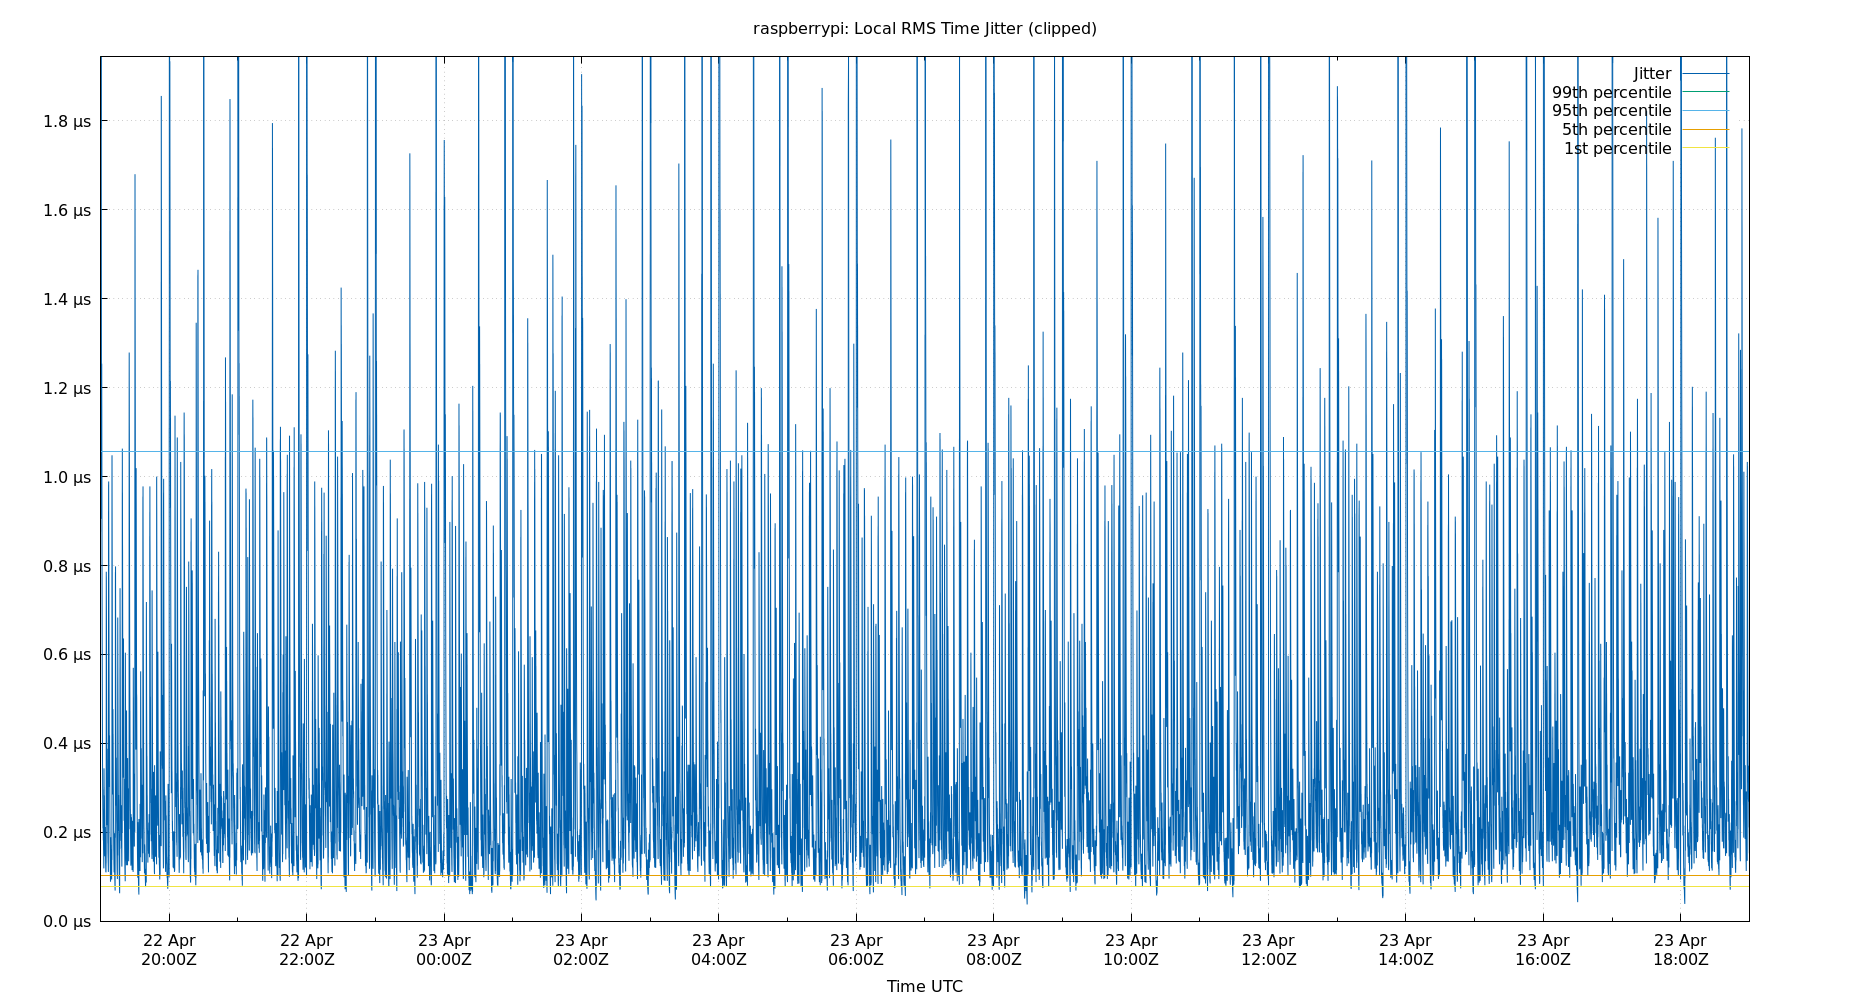 raspberrypi: Local RMS Time Jitter (clipped)
Jitter
99th percentile
95th percentile
5th percentile
1st percentile
1.8 µs
1.6 µs
1.4 µs
1.2 µs
1.0 µs
0.8 µs
0.6 µs
0.4 µs
0.2 µs
0.0 µs
22 Apr 22 Apr 23 Apr 23 Apr 23 Apr 23 Apr 23 Apr 23 Apr 23 Apr 23 Apr 23 Apr 23 Apr
20:00Z 22:00Z 00:00Z 02:00Z 04:00Z 06:00Z 08:00Z 10:00Z 12:00Z 14:00Z 16:00Z 18:00Z
Time UTC